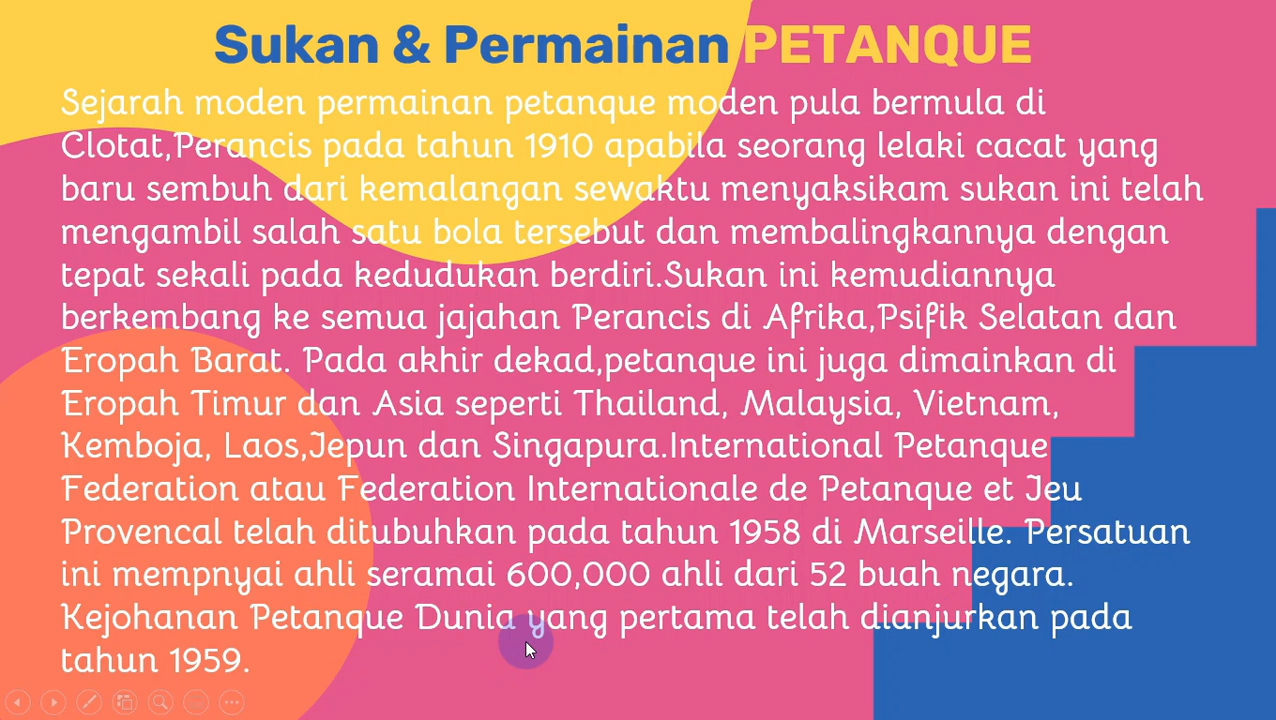 Sukan & Permainan PETANQUE
Sejarah moden permainan petanque moden pula bermula di
Clotat,Perancis pada tahun 1910 apabila seorang lelaki cacat yang
baru sembuh dari kemalangan sewaktu menyaksikam sukan ini telah
mengambil salah satu bola tersebut dan membalingkannya dengan
tepat sekali pada kedudukan berdiri.Sukan ini kemudiannya
berkembang ke semua jajahan Perancis di Afrika,Psifik Selatan dan
Eropah Barat. Pada akhir dekad,petanque ini juga dimainkan di
Eropah Timur dan Asia seperti Thailand, Malaysia, Vietnam,
Kemboja, Laos,Jepun dan Singapura.International Petanque
Federation atau Federation Internationale de Petanque et Jeu
Provencal telah ditubuhkan pada tahun 1958 di Marseille. Persatuan
ini mempnyai ahli seramai 600,000 ahli dari 52 buah negara.
Kejohanan Petanque Dunia yang pertama telah dianjurkan pada
tahun 1959.